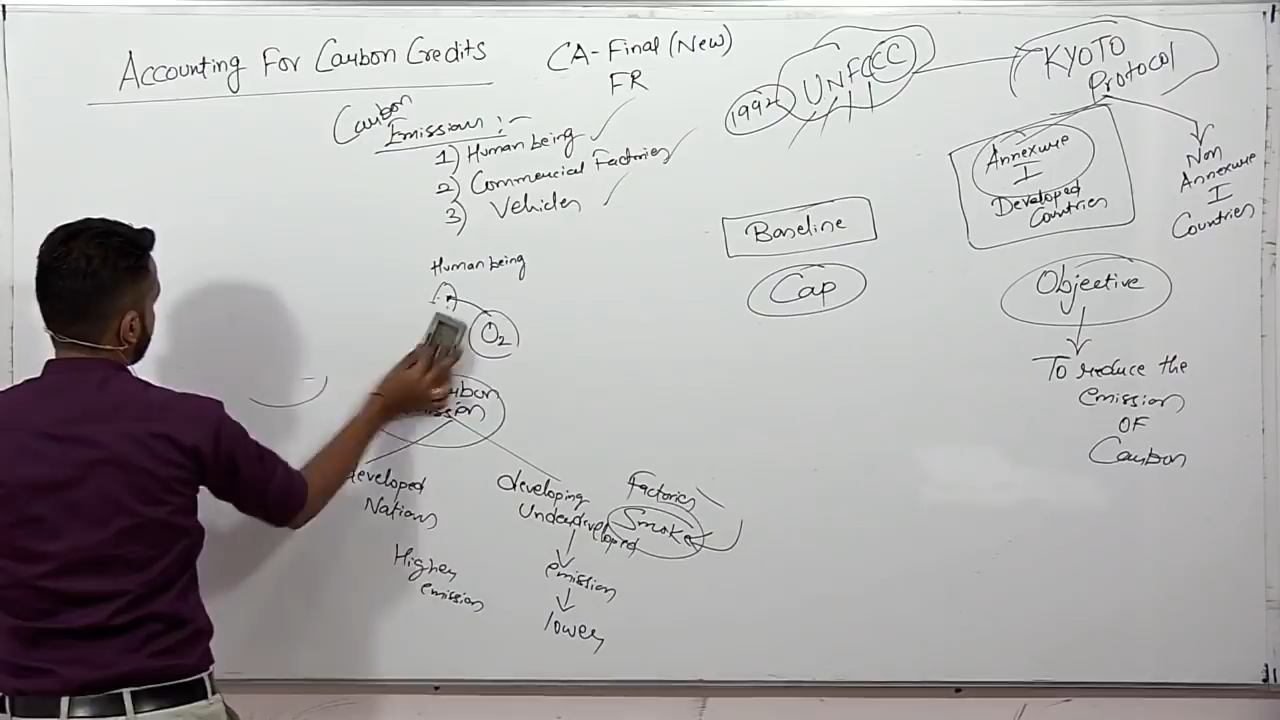 Accounting For Carbon Credits
CA-Final (New)
FR
Carbon
Emission :-
1) Human being
2) Commercial Factories
3) Vehicles
Human being
O2
developed
Nations
Higher
emission
developing
Underdeveloped
emission
lower
Factories
Smoke
1992
UNFCCC
Baseline
Cap
KYOTO
Protocol
Annexure
I
Developed
Countries
Non
Annexure
I
Countries
Objective
To reduce the
emission
OF
Carbon